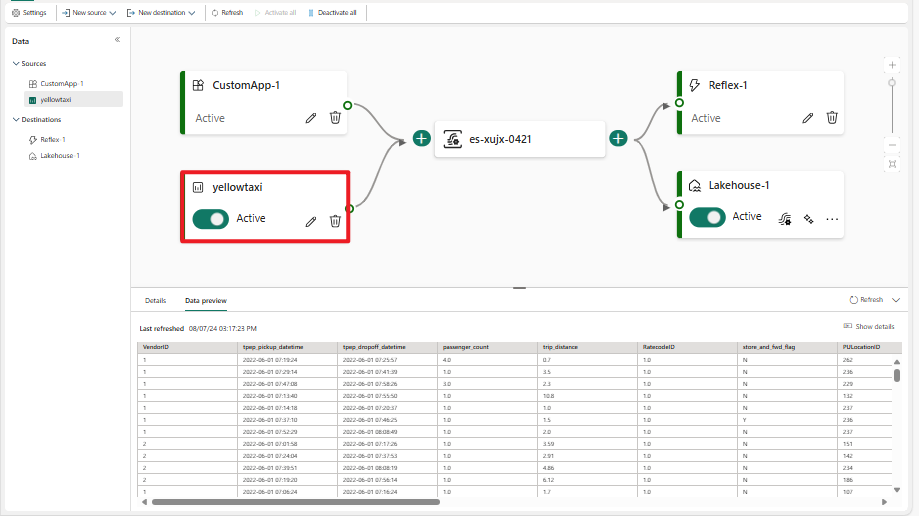 Settings New source New destination Refresh Activate all Deactivate all
Data
Sources
CustomApp-1
yellowtaxi
Destinations
Reflex-1
Lakehouse-1
CustomApp-1
Active
yellowtaxi
Active
es-xujx-0421
Reflex-1
Active
Lakehouse-1
Active
Details Data preview Refresh
Last refreshed 08/07/24 03:17:23 PM Show details
VendorID tpep_pickup_datetime tpep_dropoff_datetime passenger_count trip_distance RatecodeID store_and_fwd_flag PULocationID
1 2022-06-01 07:19:24 2022-06-01 07:25:57 4.0 0.7 1.0 N 262
1 2022-06-01 07:29:14 2022-06-01 07:41:39 1.0 3.5 1.0 N 236
1 2022-06-01 07:47:08 2022-06-01 07:58:26 3.0 2.3 1.0 N 229
1 2022-06-01 07:13:40 2022-06-01 07:55:50 1.0 10.8 1.0 N 132
1 2022-06-01 07:14:18 2022-06-01 07:20:37 1.0 1.0 1.0 N 237
1 2022-06-01 07:37:10 2022-06-01 07:46:25 1.0 1.5 1.0 Y 236
1 2022-06-01 07:52:29 2022-06-01 08:08:49 1.0 2.0 1.0 N 237
2 2022-06-01 07:01:58 2022-06-01 07:17:26 1.0 3.59 1.0 N 151
2 2022-06-01 07:24:04 2022-06-01 07:37:53 1.0 2.91 1.0 N 142
2 2022-06-01 07:39:51 2022-06-01 08:08:19 1.0 4.86 1.0 N 234
2 2022-06-01 07:19:20 2022-06-01 07:56:14 1.0 6.12 1.0 N 186
1 2022-06-01 07:06:24 2022-06-01 07:16:24 1.0 1.7 1.0 N 107